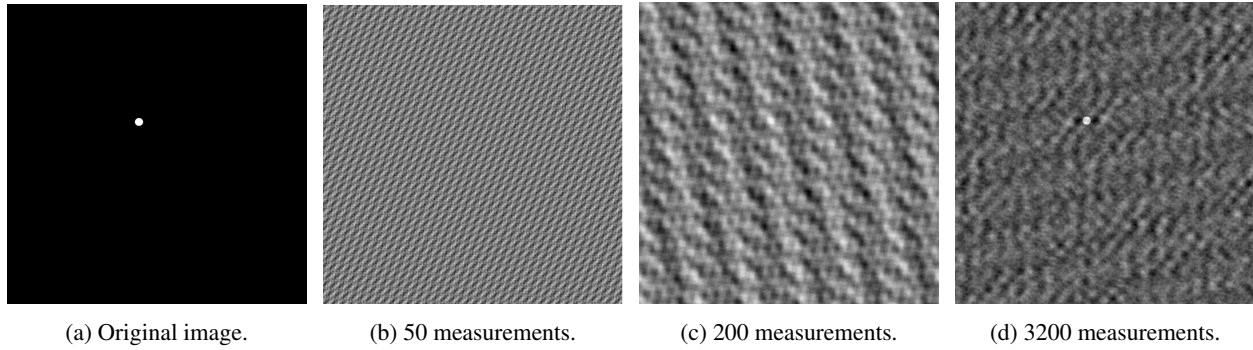 (a) Original image.
(b) 50 measurements.
(c) 200 measurements.
(d) 3200 measurements.